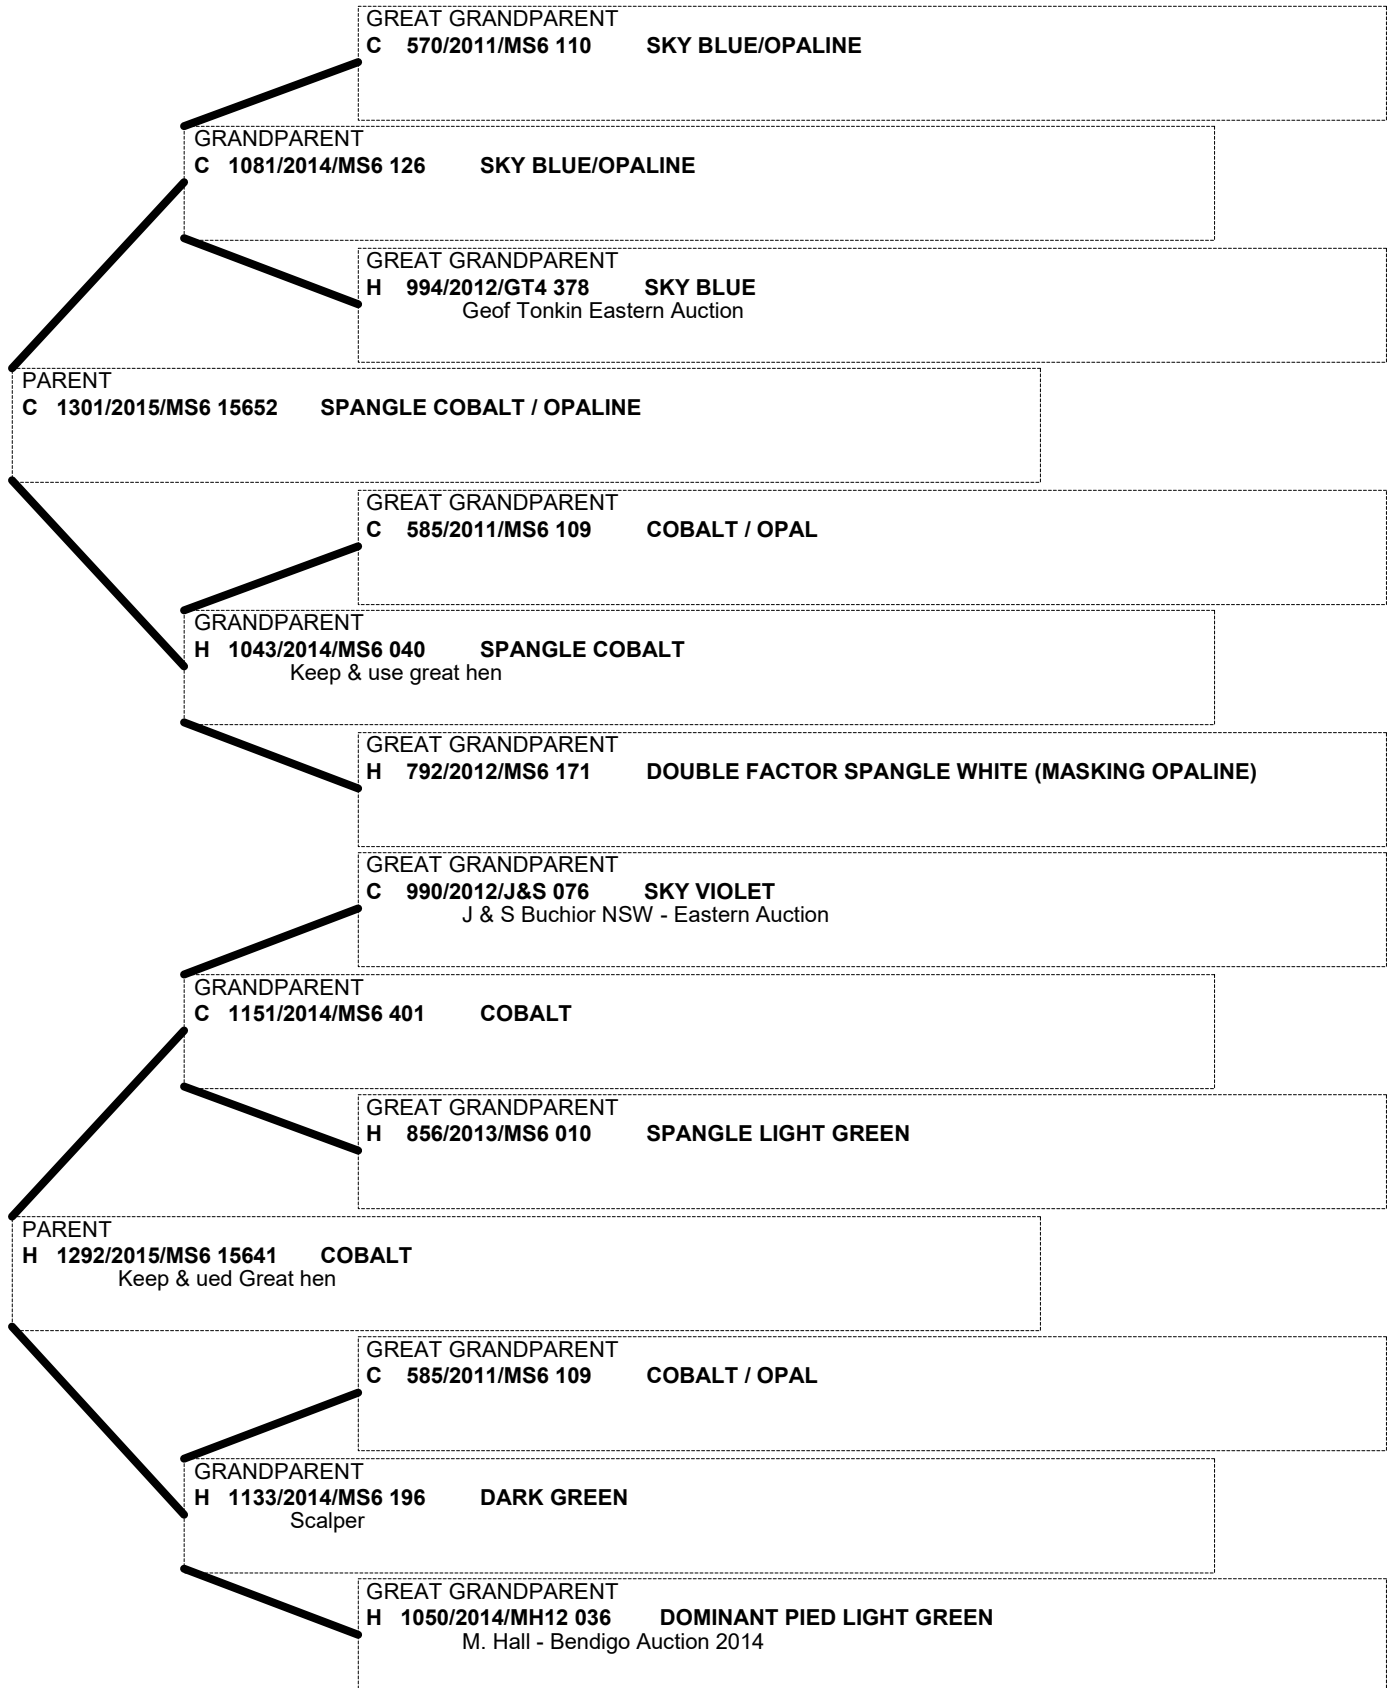 GREAT GRANDPARENT
C 570/2011/MS6 110 SKY BLUE/OPALINE
GRANDPARENT
C 1081/2014/MS6 126 SKY BLUE/OPALINE
GREAT GRANDPARENT
H 994/2012/GT4 378 SKY BLUE
Geof Tonkin Eastern Auction
PARENT
C 1301/2015/MS6 15652 SPANGLE COBALT / OPALINE
GREAT GRANDPARENT
C 585/2011/MS6 109 COBALT / OPAL
GRANDPARENT
H 1043/2014/MS6 040 SPANGLE COBALT
Keep & use great hen
GREAT GRANDPARENT
H 792/2012/MS6 171 DOUBLE FACTOR SPANGLE WHITE (MASKING OPALINE)
GREAT GRANDPARENT
C 990/2012/J&S 076 SKY VIOLET
J & S Buchior NSW - Eastern Auction
GRANDPARENT
C 1151/2014/MS6 401 COBALT
GREAT GRANDPARENT
H 856/2013/MS6 010 SPANGLE LIGHT GREEN
PARENT
H 1292/2015/MS6 15641 COBALT
Keep & ued Great hen
GREAT GRANDPARENT
C 585/2011/MS6 109 COBALT / OPAL
GRANDPARENT
H 1133/2014/MS6 196 DARK GREEN
Scalper
GREAT GRANDPARENT
H 1050/2014/MH12 036 DOMINANT PIED LIGHT GREEN
M. Hall - Bendigo Auction 2014